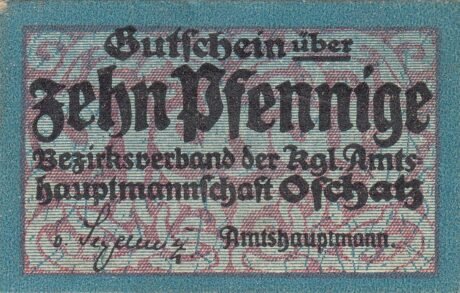 Gutschein über
zehn Pfennige
Bezirksverband der Kgl. Amts-
hauptmannschaft Oschatz
Amtshauptmann.